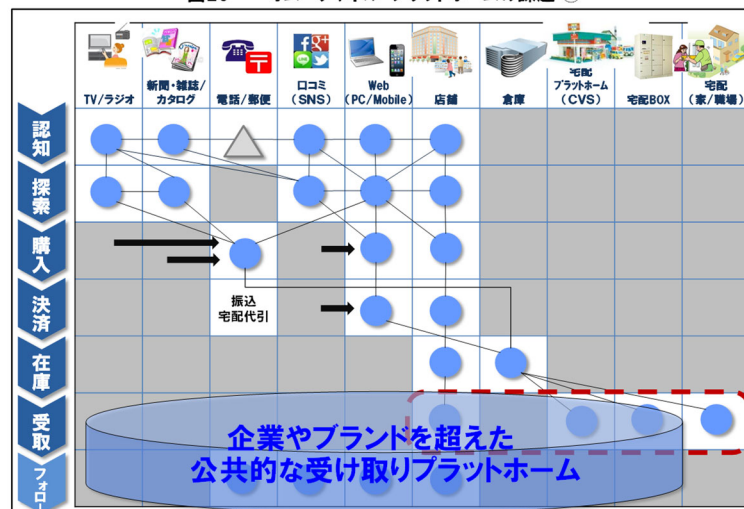 TV/ラジオ
新聞・雑誌/
カタログ
電話/郵便
口コミ
(SNS)
Web
(PC/Mobile)
店舗
倉庫
宅配
プラットホーム
(CVS)
宅配BOX
宅配
(家/職場)
認知
探索
購入
決済
在庫
受取
フォロー
振込
宅配代引
企業やブランドを超えた
公共的な受け取りプラットホーム